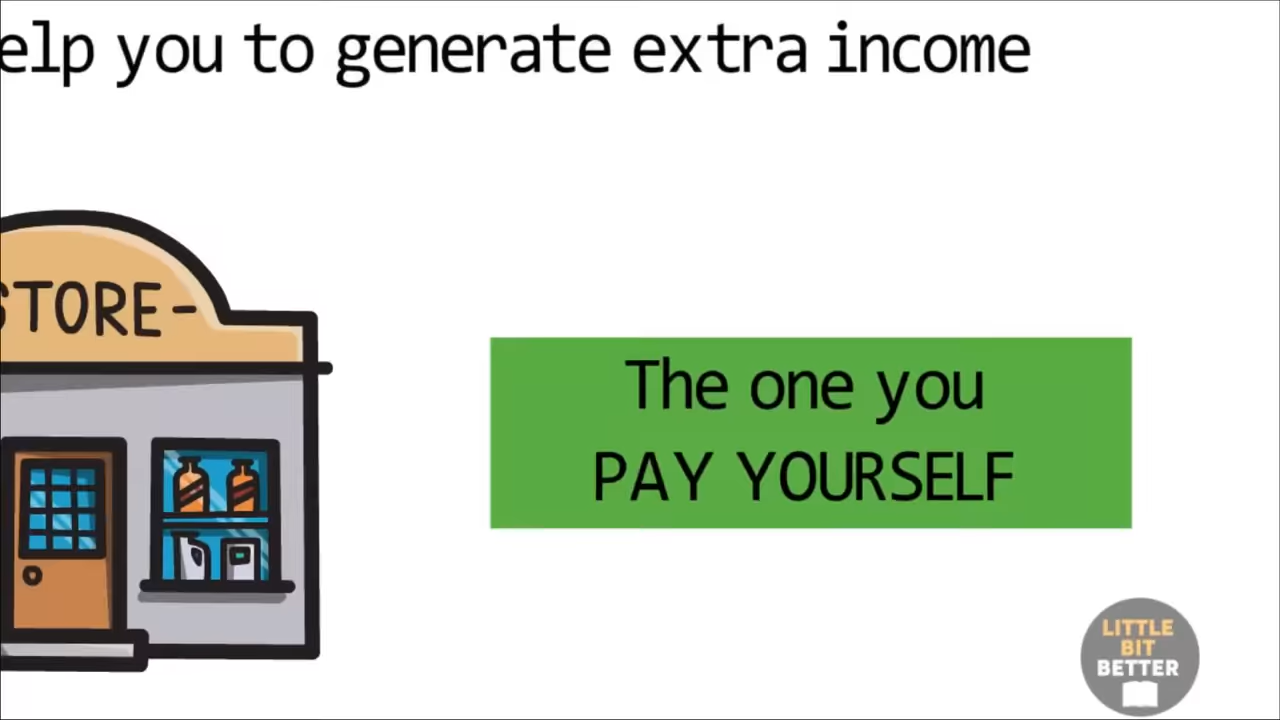 elp you to generate extra income
STORE-
The one you
PAY YOURSELF
LITTLE
BIT
BETTER